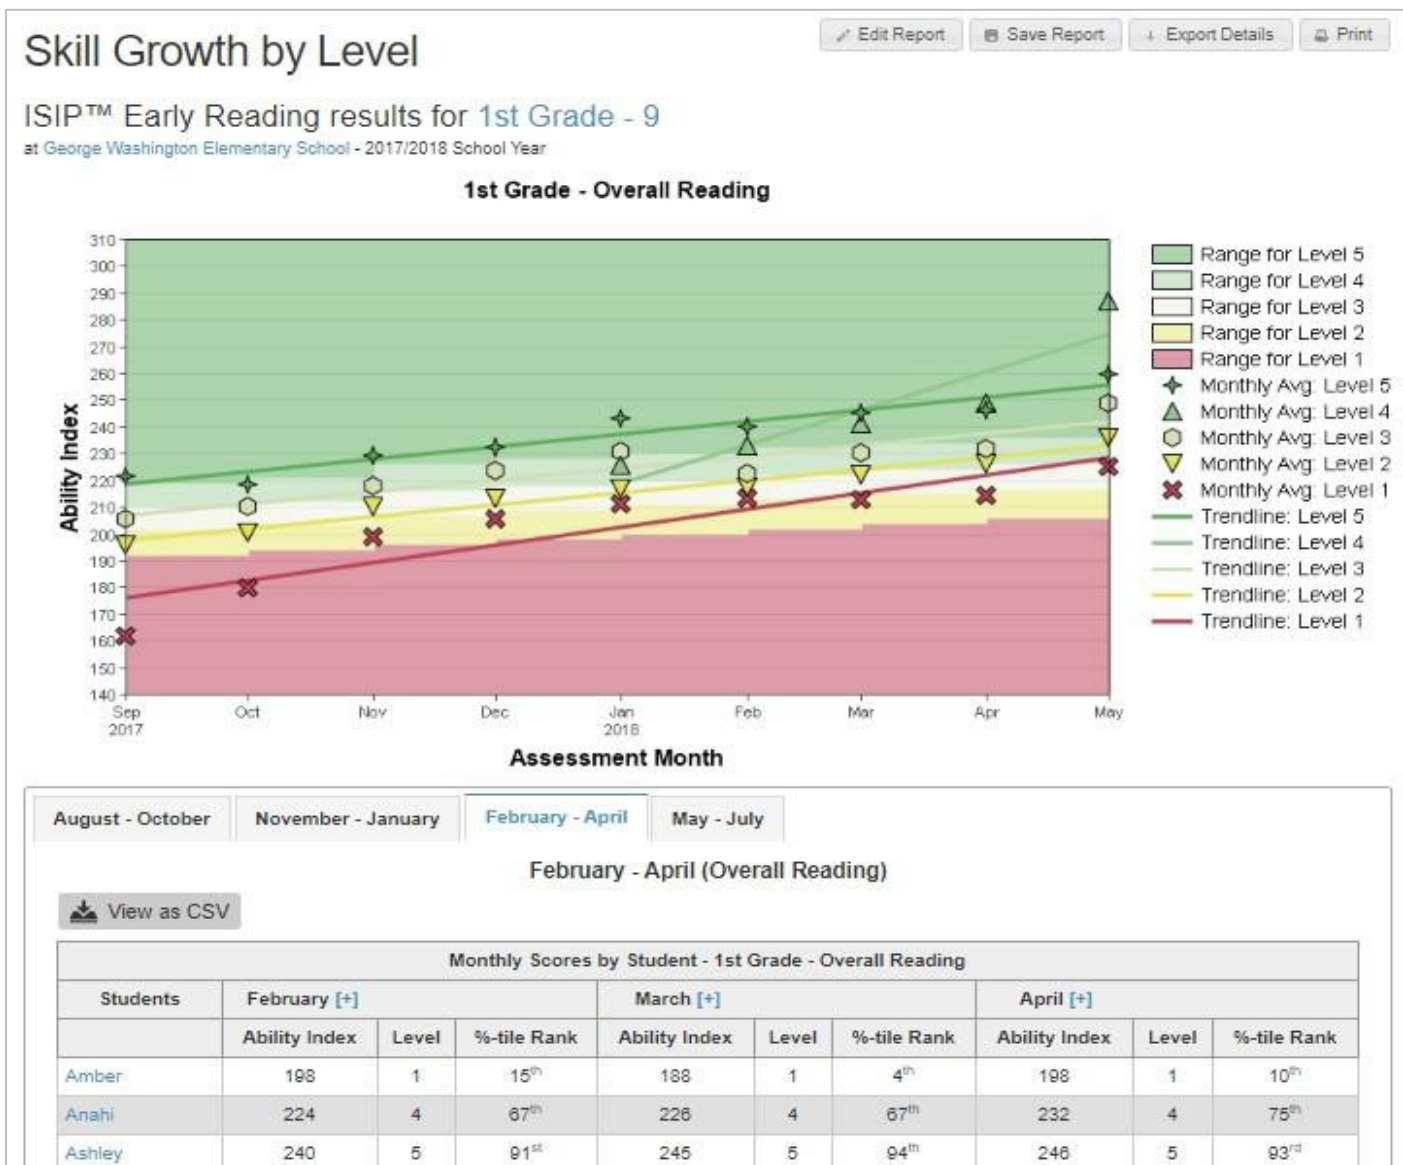 Skill Growth by Level
Edit Report
Save Report
Export Details
Print
ISIP™ Early Reading results for 1st Grade - 9
at George Washington Elementary School - 2017/2018 School Year
1st Grade - Overall Reading
310
300
290
280
270
260
250
240
230
220
210
200
190
180
170
160
150
140
Ability Index
Sep 2017
Oct
Nov
Dec
Jan 2018
Feb
Mar
Apr
May
Assessment Month
Range for Level 5
Range for Level 4
Range for Level 3
Range for Level 2
Range for Level 1
Monthly Avg: Level 5
Monthly Avg: Level 4
Monthly Avg: Level 3
Monthly Avg: Level 2
Monthly Avg: Level 1
Trendline: Level 5
Trendline: Level 4
Trendline: Level 3
Trendline: Level 2
Trendline: Level 1
August - October November - January February - April May - July
February - April (Overall Reading)
View as CSV
Monthly Scores by Student - 1st Grade - Overall Reading
Students February [+] March [+] April [+]
Ability Index Level %-tile Rank Ability Index Level %-tile Rank Ability Index Level %-tile Rank
Amber 198 1 15th 188 1 4th 198 1 10th
Anahi 224 4 67th 226 4 67th 232 4 75th
Ashley 240 5 91st 245 5 94th 246 5 93rd